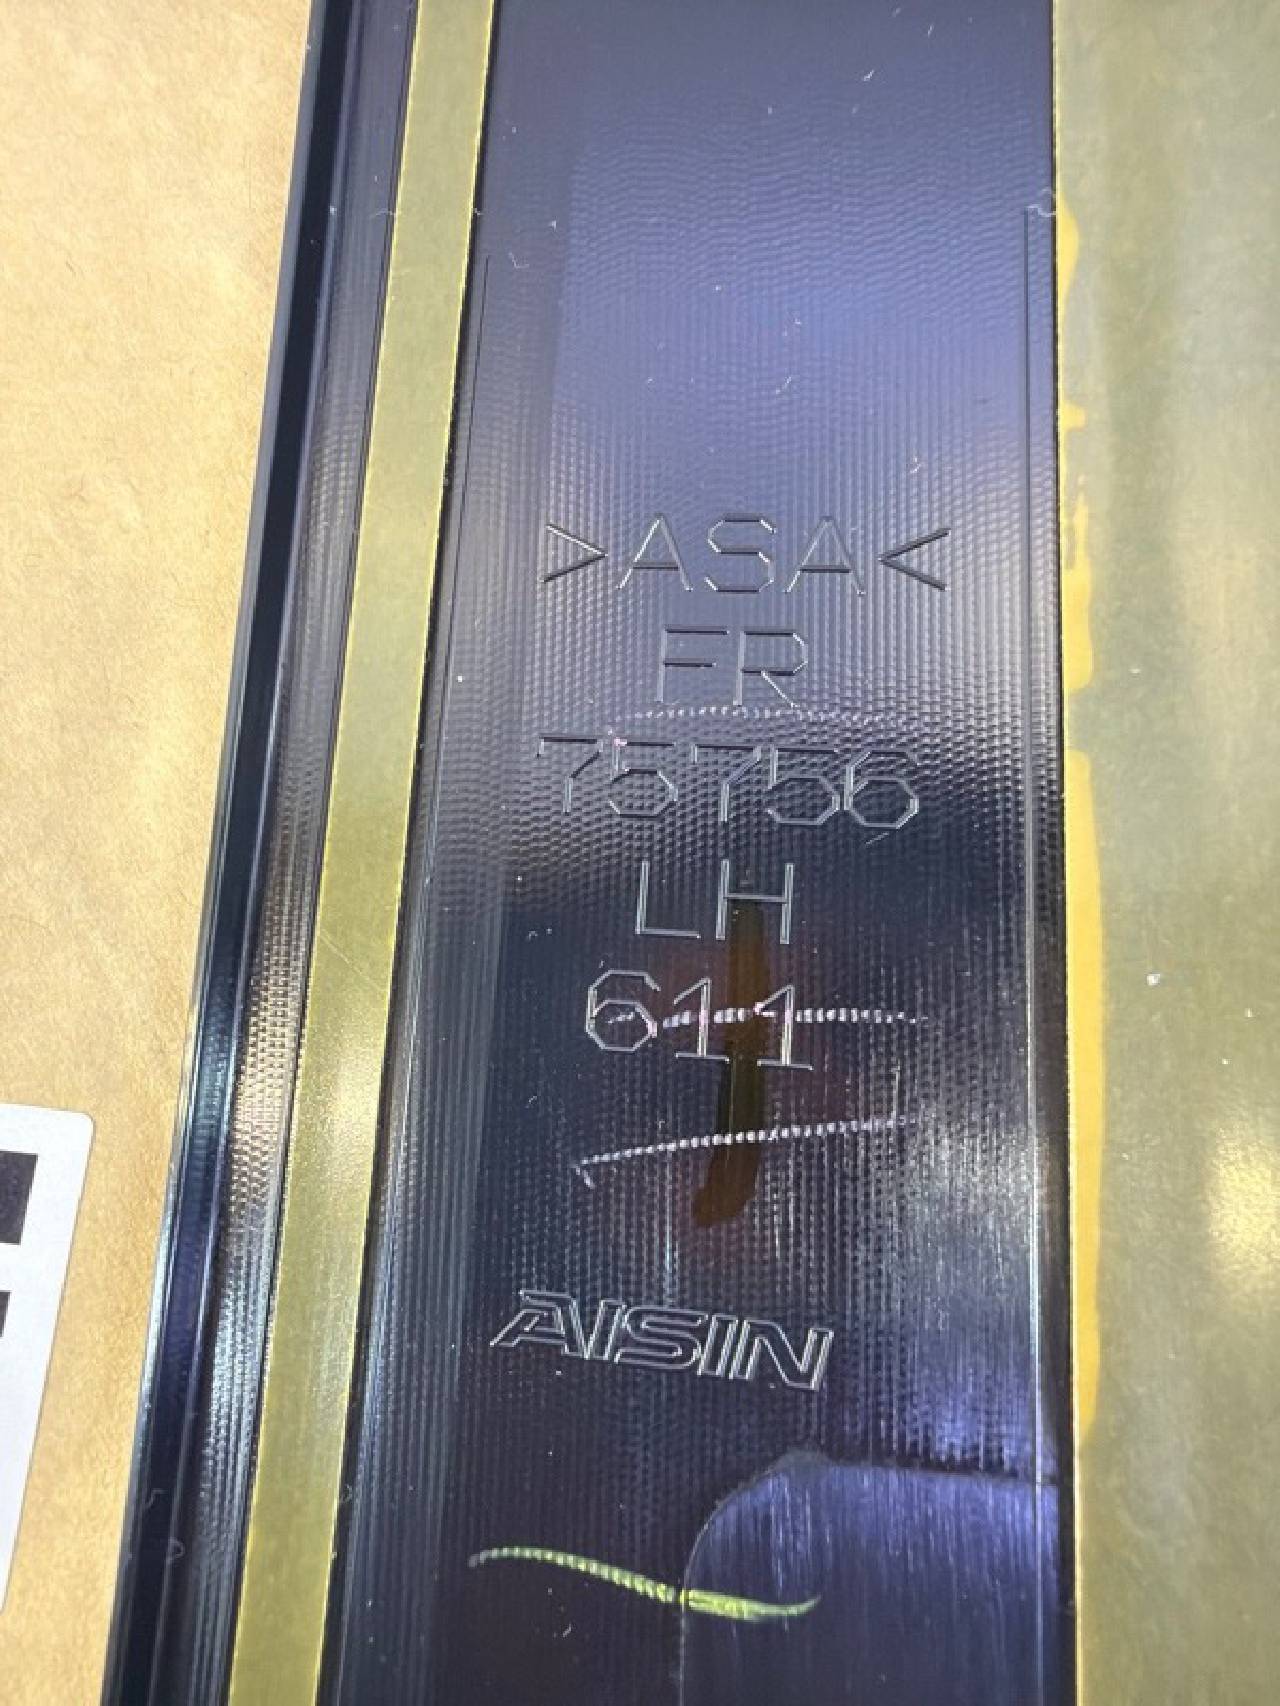 >ASA<
FR
75756
LH
611
AISIN